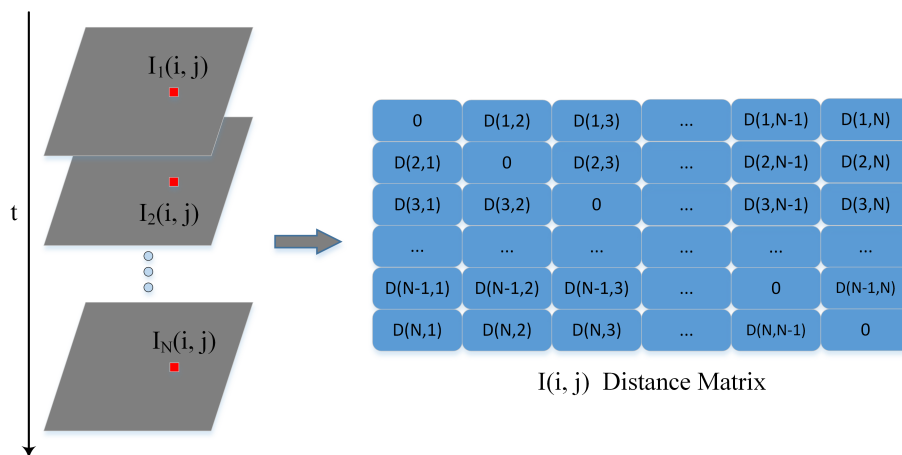 t
I₁(i, j)
I₂(i, j)
I_N(i, j)
0 D(1,2) D(1,3) ... D(1,N-1) D(1,N)
D(2,1) 0 D(2,3) ... D(2,N-1) D(2,N)
D(3,1) D(3,2) 0 ... D(3,N-1) D(3,N)
... ... ... ... ... ...
D(N-1,1) D(N-1,2) D(N-1,3) ... 0 D(N-1,N)
D(N,1) D(N,2) D(N,3) ... D(N,N-1) 0
I(i, j) Distance Matrix